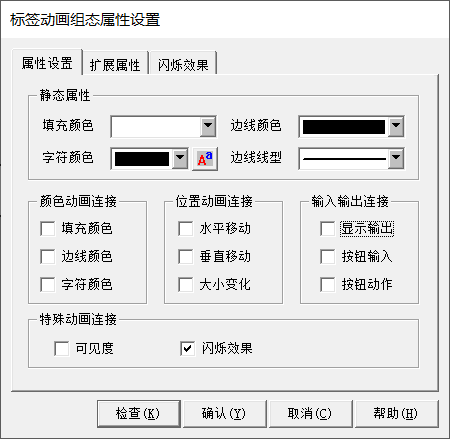 标签动画组态属性设置
属性设置 扩展属性 闪烁效果
静态属性
填充颜色 边线颜色
字符颜色 Aa 边线线型
颜色动画连接 位置动画连接 输入输出连接
填充颜色 水平移动 显示输出
边线颜色 垂直移动 按钮输入
字符颜色 大小变化 按钮动作
特殊动画连接
可见度 闪烁效果
检查(K) 确认(Y) 取消(C) 帮助(H)